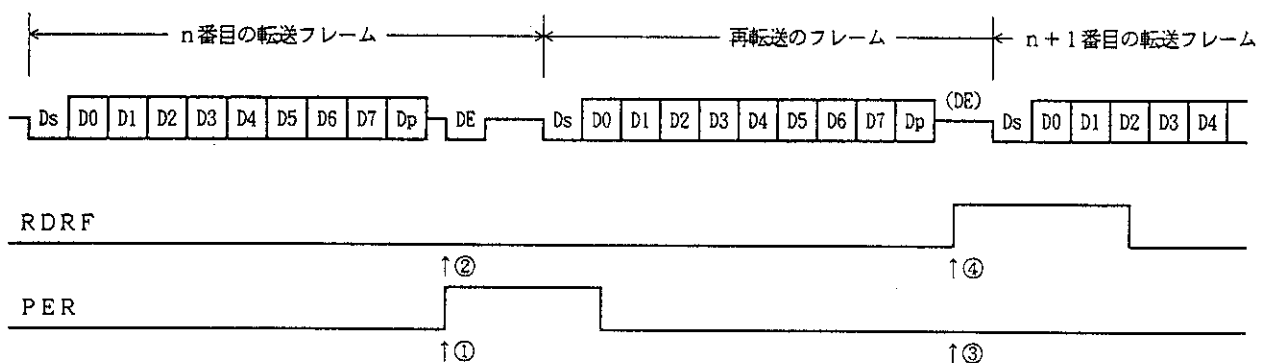 n番目の転送フレーム 再転送のフレーム n+1番目の転送フレーム
(DE)
Ds D0 D1 D2 D3 D4 D5 D6 D7 Dp DE Ds D0 D1 D2 D3 D4 D5 D6 D7 Dp Ds D0 D1 D2 D3 D4
RDRF
↑② ↑④
PER
↑① ↑③